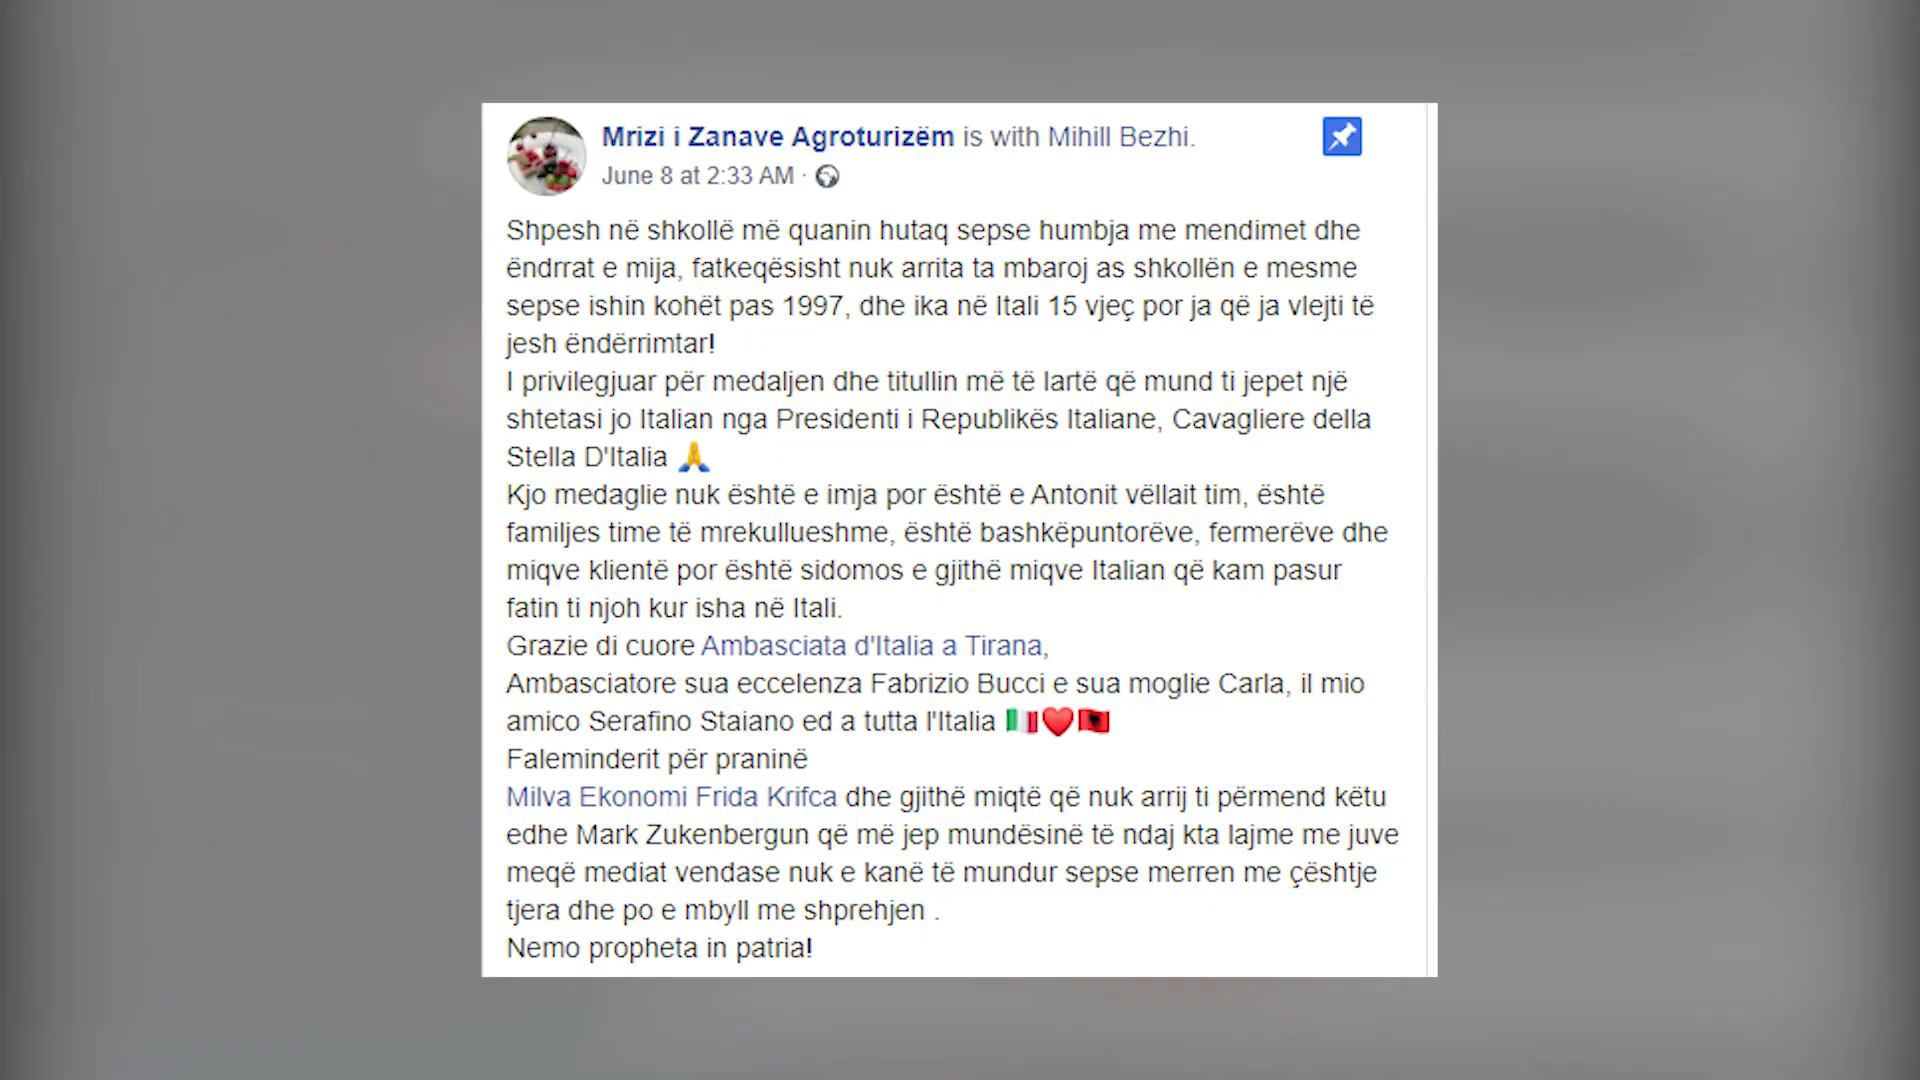 Mrizi i Zanave Agroturizëm is with Mihill Bezhi.
June 8 at 2:33 AM ·
Shpesh në shkollë më quanin hutaq sepse humbja me mendimet dhe
ëndrrat e mija, fatkeqësisht nuk arrita ta mbaroj as shkollën e mesme
sepse ishin kohët pas 1997, dhe ika në Itali 15 vjeç por ja që ja vlejti të
jesh ëndërrimtar!
I privilegjuar për medaljen dhe titullin më të lartë që mund ti jepet një
shtetasi jo Italian nga Presidenti i Republikës Italiane, Cavagliere della
Stella D'Italia 🙏
Kjo medaglie nuk është e imja por është e Antonit vëllait tim, është
familjes time të mrekullueshme, është bashkëpuntorëve, fermerëve dhe
miqve klientë por është sidomos e gjithë miqve Italian që kam pasur
fatin ti njoh kur isha në Itali.
Grazie di cuore Ambasciata d'Italia a Tirana,
Ambasciatore sua eccelenza Fabrizio Bucci e sua moglie Carla, il mio
amico Serafino Staiano ed a tutta l'Italia 🇮🇹❤️🇦🇱
Faleminderit për praninë
Milva Ekonomi Frida Krifca dhe gjithë miqtë që nuk arrij ti përmend këtu
edhe Mark Zukenbergun që më jep mundësinë të ndaj kta lajme me juve
meqë mediat vendase nuk e kanë të mundur sepse merren me çështje
tjera dhe po e mbyll me shprehjen .
Nemo propheta in patria!